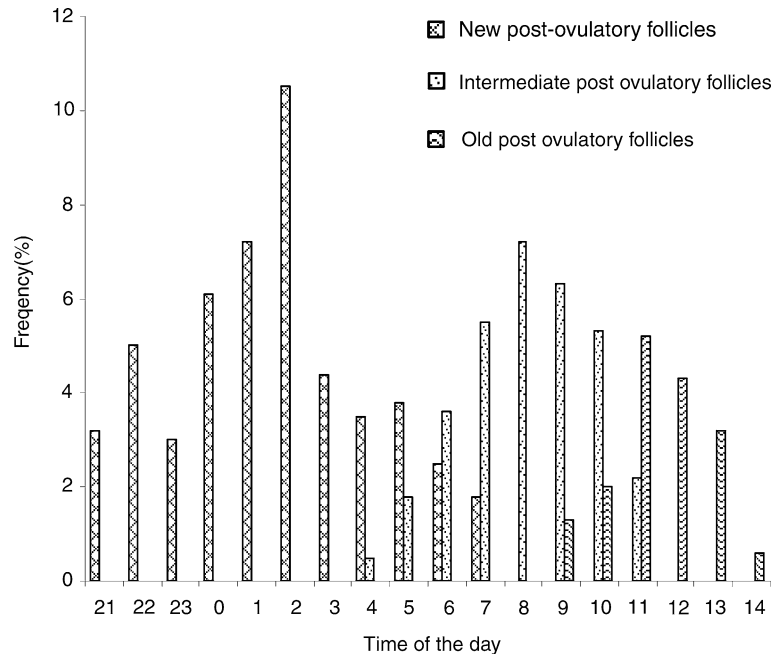 12
10
8
6
4
2
0
Freqency(%)
New post-ovulatory follicles
Intermediate post ovulatory follicles
Old post ovulatory follicles
21 22 23 0 1 2 3 4 5 6 7 8 9 10 11 12 13 14
Time of the day